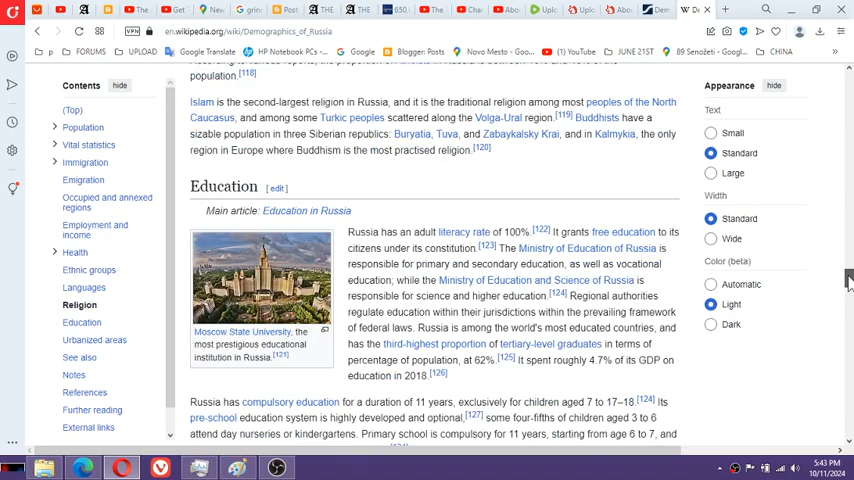 New
grin
Post
THE
THE
650,
The
Cha
Abou
Uplo
Uplo
Abou
Dem
De
VPN
en.wikipedia.org/wiki/Demographics_of_Russia
p
FORUMS
UPLOAD
Google Translate
HP Notebook PCs -...
Google
Blogger: Posts
Novo Mesto - Googl...
(1) YouTube
JUNE 21ST
89 Senožeti - Googl...
CHINA
Contents
hide
(Top)
Population
Vital statistics
Immigration
Emigration
Occupied and annexed
regions
Employment and
income
Health
Ethnic groups
Languages
Religion
Education
Urbanized areas
See also
Notes
References
Further reading
External links
population.[118]
Islam is the second-largest religion in Russia, and it is the traditional religion among most peoples of the North
Caucasus, and among some Turkic peoples scattered along the Volga-Ural region.[119] Buddhists have a
sizable population in three Siberian republics: Buryatia, Tuva, and Zabaykalsky Krai, and in Kalmykia, the only
region in Europe where Buddhism is the most practised religion.[120]
Education [ edit ]
Main article: Education in Russia
Moscow State University, the
most prestigious educational
institution in Russia.[121]
Russia has an adult literacy rate of 100%.[122] It grants free education to its
citizens under its constitution.[123] The Ministry of Education of Russia is
responsible for primary and secondary education, as well as vocational
education; while the Ministry of Education and Science of Russia is
responsible for science and higher education.[124] Regional authorities
regulate education within their jurisdictions within the prevailing framework
of federal laws. Russia is among the world's most educated countries, and
has the third-highest proportion of tertiary-level graduates in terms of
percentage of population, at 62%.[125] It spent roughly 4.7% of its GDP on
education in 2018.[126]
Russia has compulsory education for a duration of 11 years, exclusively for children aged 7 to 17–18.[124] Its
pre-school education system is highly developed and optional,[127] some four-fifths of children aged 3 to 6
attend day nurseries or kindergartens. Primary school is compulsory for 11 years, starting from age 6 to 7, and
Appearance
hide
Text
Small
Standard
Large
Width
Standard
Wide
Color (beta)
Automatic
Light
Dark
5:43 PM
10/11/2024